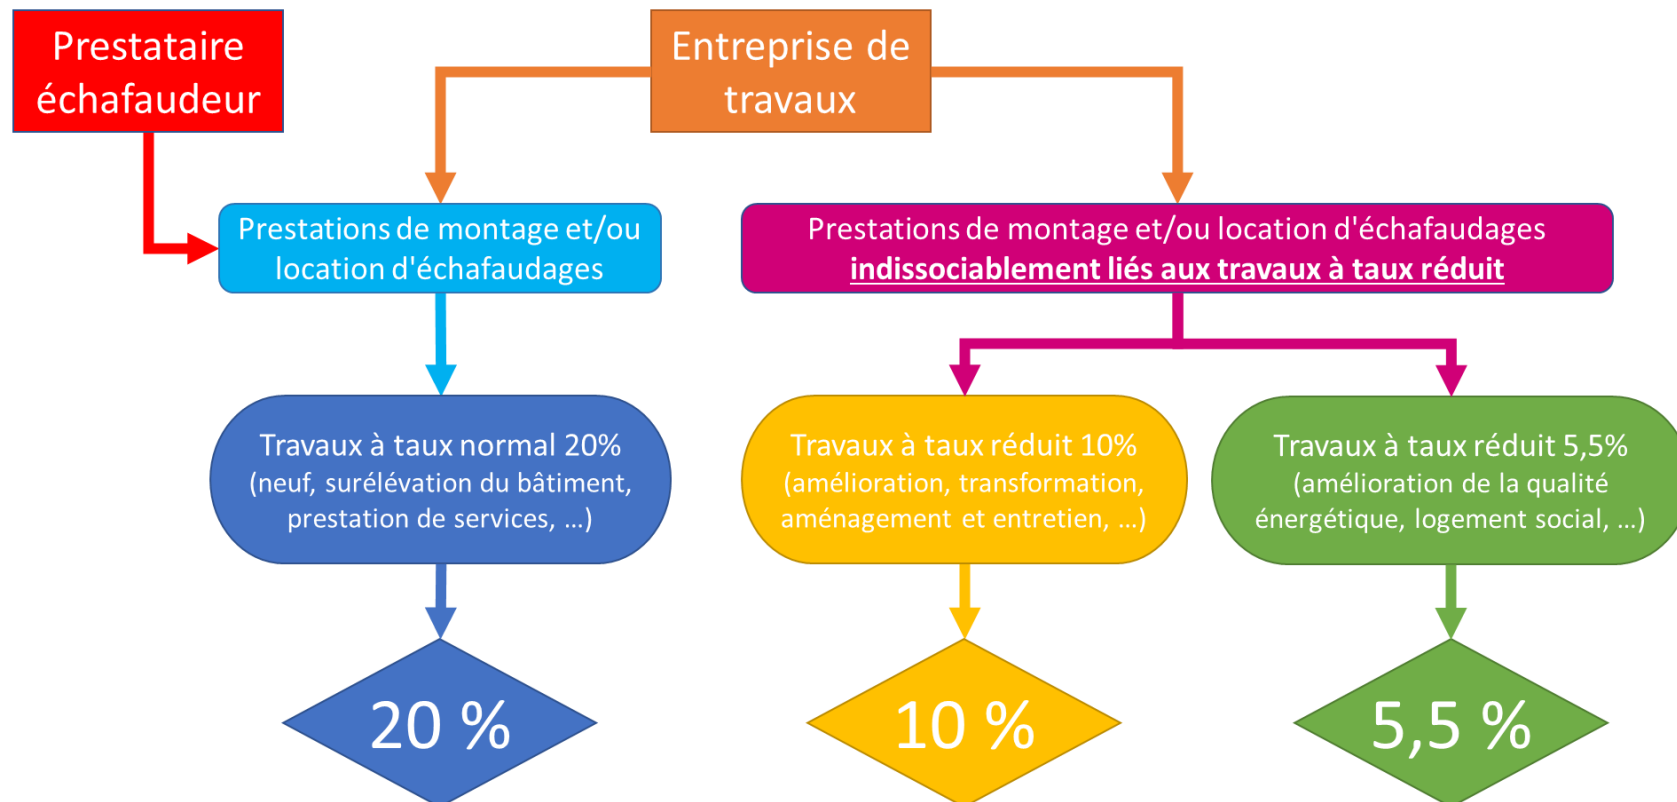 Prestataire
échafaudeur
Entreprise de
travaux
Prestations de montage et/ou
location d'échafaudages
Prestations de montage et/ou location d'échafaudages
indissociablement liés aux travaux à taux réduit
Travaux à taux normal 20%
(neuf, surélévation du bâtiment,
prestation de services, ...)
Travaux à taux réduit 10%
(amélioration, transformation,
aménagement et entretien, ...)
Travaux à taux réduit 5,5%
(amélioration de la qualité
énergétique, logement social, ...)
20 %
10 %
5,5 %